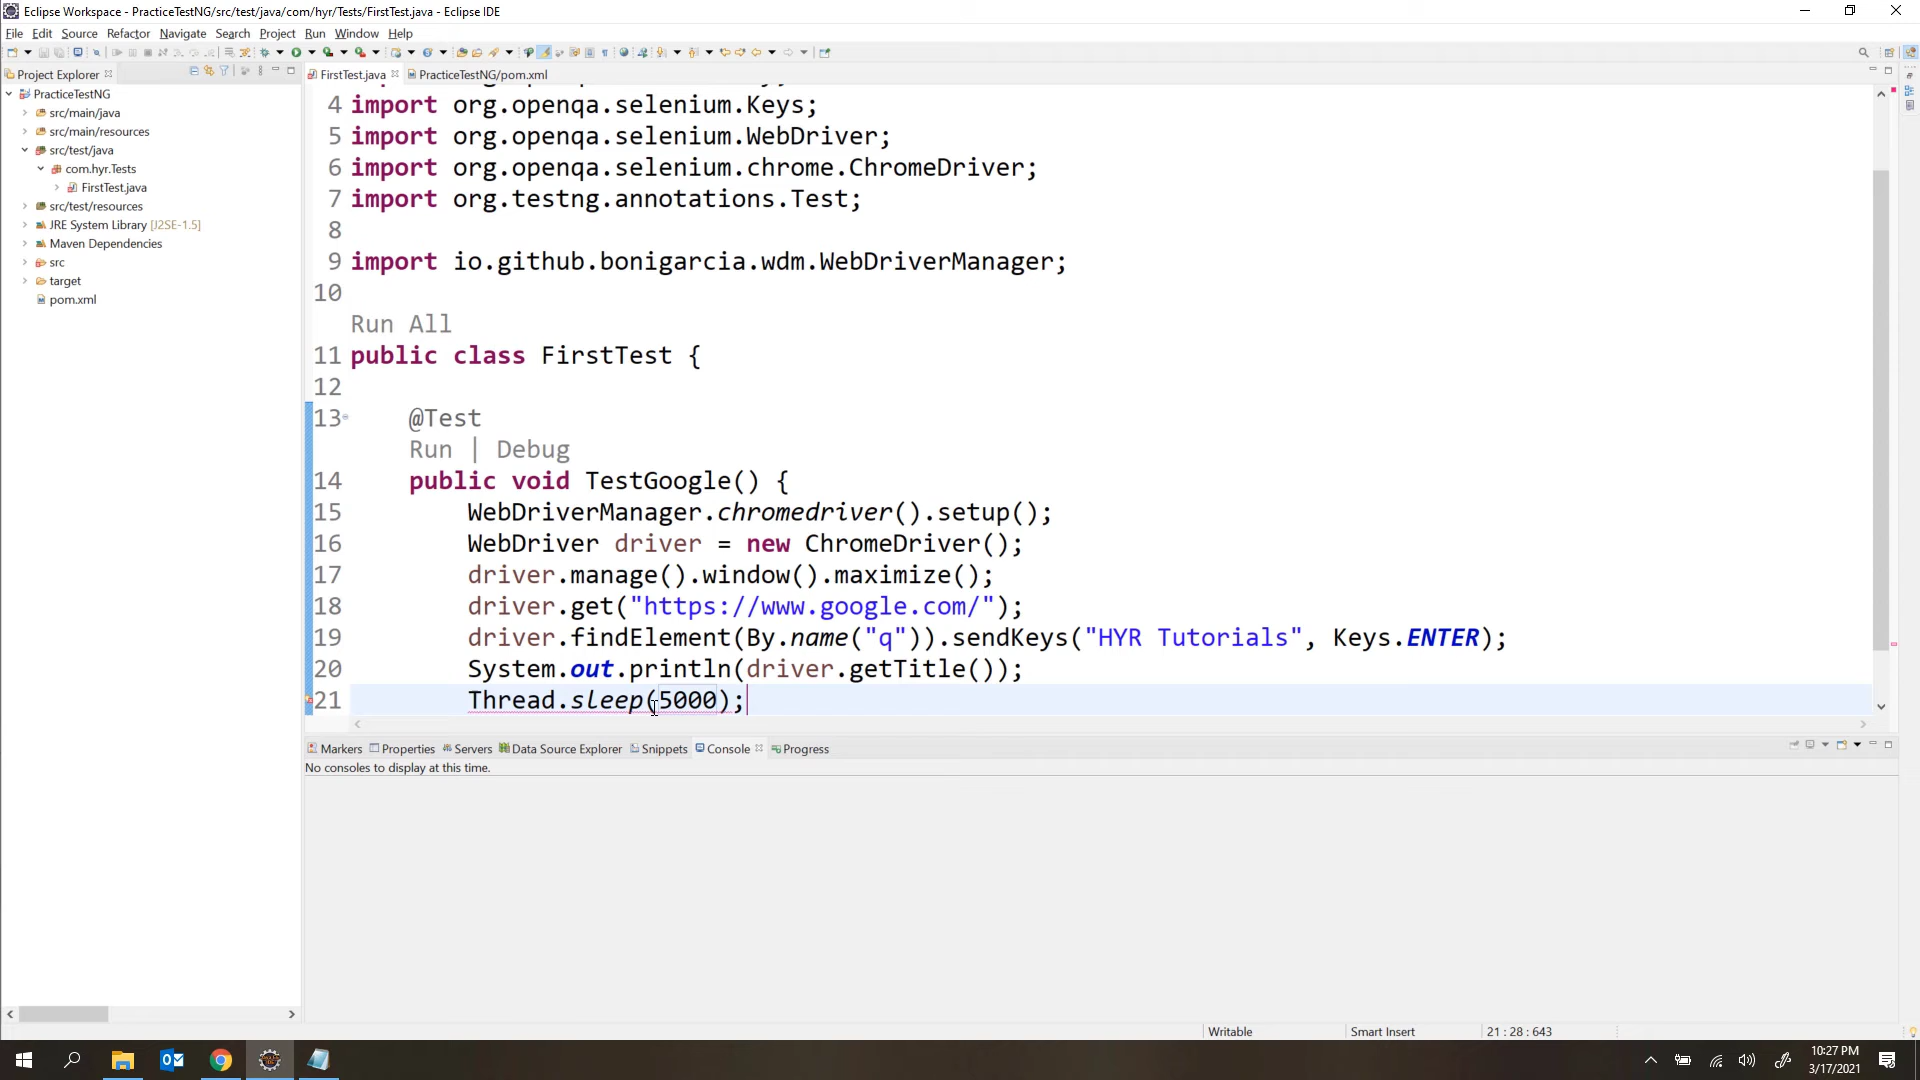 Eclipse Workspace - PracticeTestNG/src/test/java/com/hyr/Tests/FirstTest.java - Eclipse IDE
File Edit Source Refactor Navigate Search Project Run Window Help
Project Explorer
FirstTest.java
PracticeTestNG/pom.xml
PracticeTestNG
src/main/java
src/main/resources
src/test/java
com.hyr.Tests
FirstTest.java
src/test/resources
JRE System Library [J2SE-1.5]
Maven Dependencies
src
target
pom.xml
4 import org.openqa.selenium.Keys;
5 import org.openqa.selenium.WebDriver;
6 import org.openqa.selenium.chrome.ChromeDriver;
7 import org.testng.annotations.Test;
8
9 import io.github.bonigarcia.wdm.WebDriverManager;
10
Run All
11 public class FirstTest {
12
13 @Test
Run | Debug
14 public void TestGoogle() {
15 WebDriverManager.chromedriver().setup();
16 WebDriver driver = new ChromeDriver();
17 driver.manage().window().maximize();
18 driver.get("https://www.google.com/");
19 driver.findElement(By.name("q")).sendKeys("HYR Tutorials", Keys.ENTER);
20 System.out.println(driver.getTitle());
21 Thread.sleep(5000);
Markers Properties Servers Data Source Explorer Snippets Console Progress
No consoles to display at this time.
Writable Smart Insert 21 : 28 : 643
10:27 PM
3/17/2021